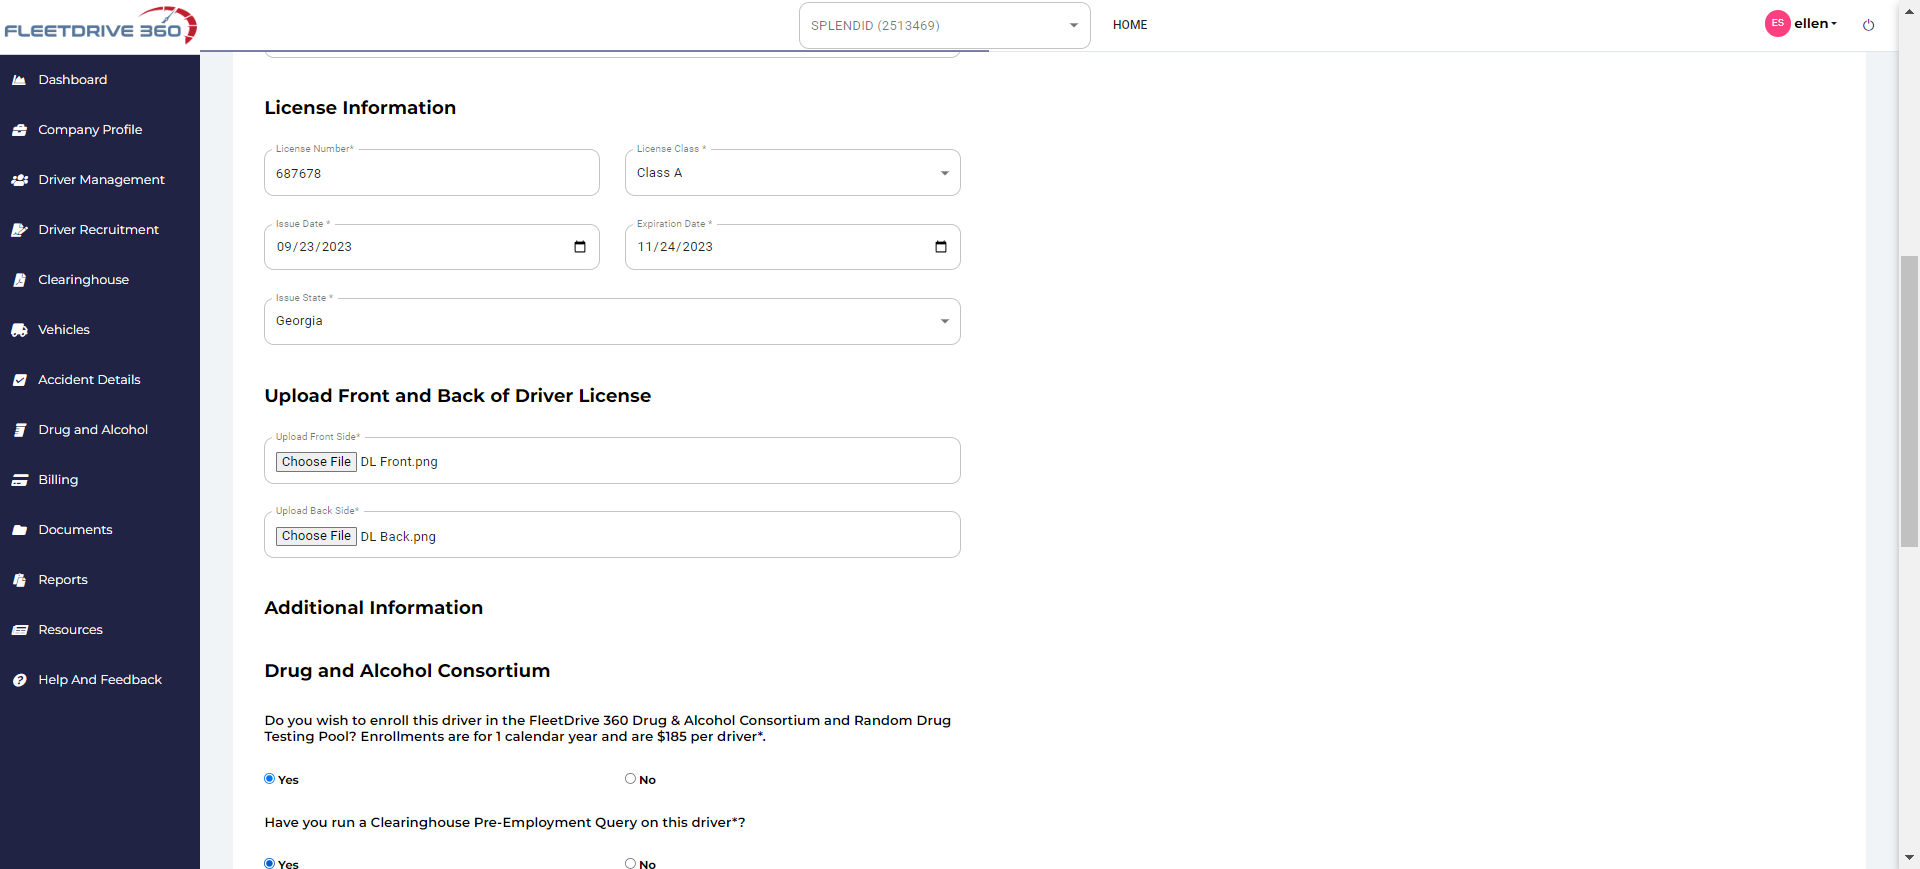 FLEETDRIVE 360
SPLENDID (2513469)
HOME
ES
ellen
Dashboard
Company Profile
Driver Management
Driver Recruitment
Clearinghouse
Vehicles
Accident Details
Drug and Alcohol
Billing
Documents
Reports
Resources
Help And Feedback
License Information
License Number*
687678
License Class *
Class A
Issue Date *
09/23/2023
Expiration Date *
11/24/2023
Issue State *
Georgia
Upload Front and Back of Driver License
Upload Front Side*
Choose File DL Front.png
Upload Back Side*
Choose File DL Back.png
Additional Information
Drug and Alcohol Consortium
Do you wish to enroll this driver in the FleetDrive 360 Drug & Alcohol Consortium and Random Drug
Testing Pool? Enrollments are for 1 calendar year and are $185 per driver*.
Yes
No
Have you run a Clearinghouse Pre-Employment Query on this driver*?
Yes
No